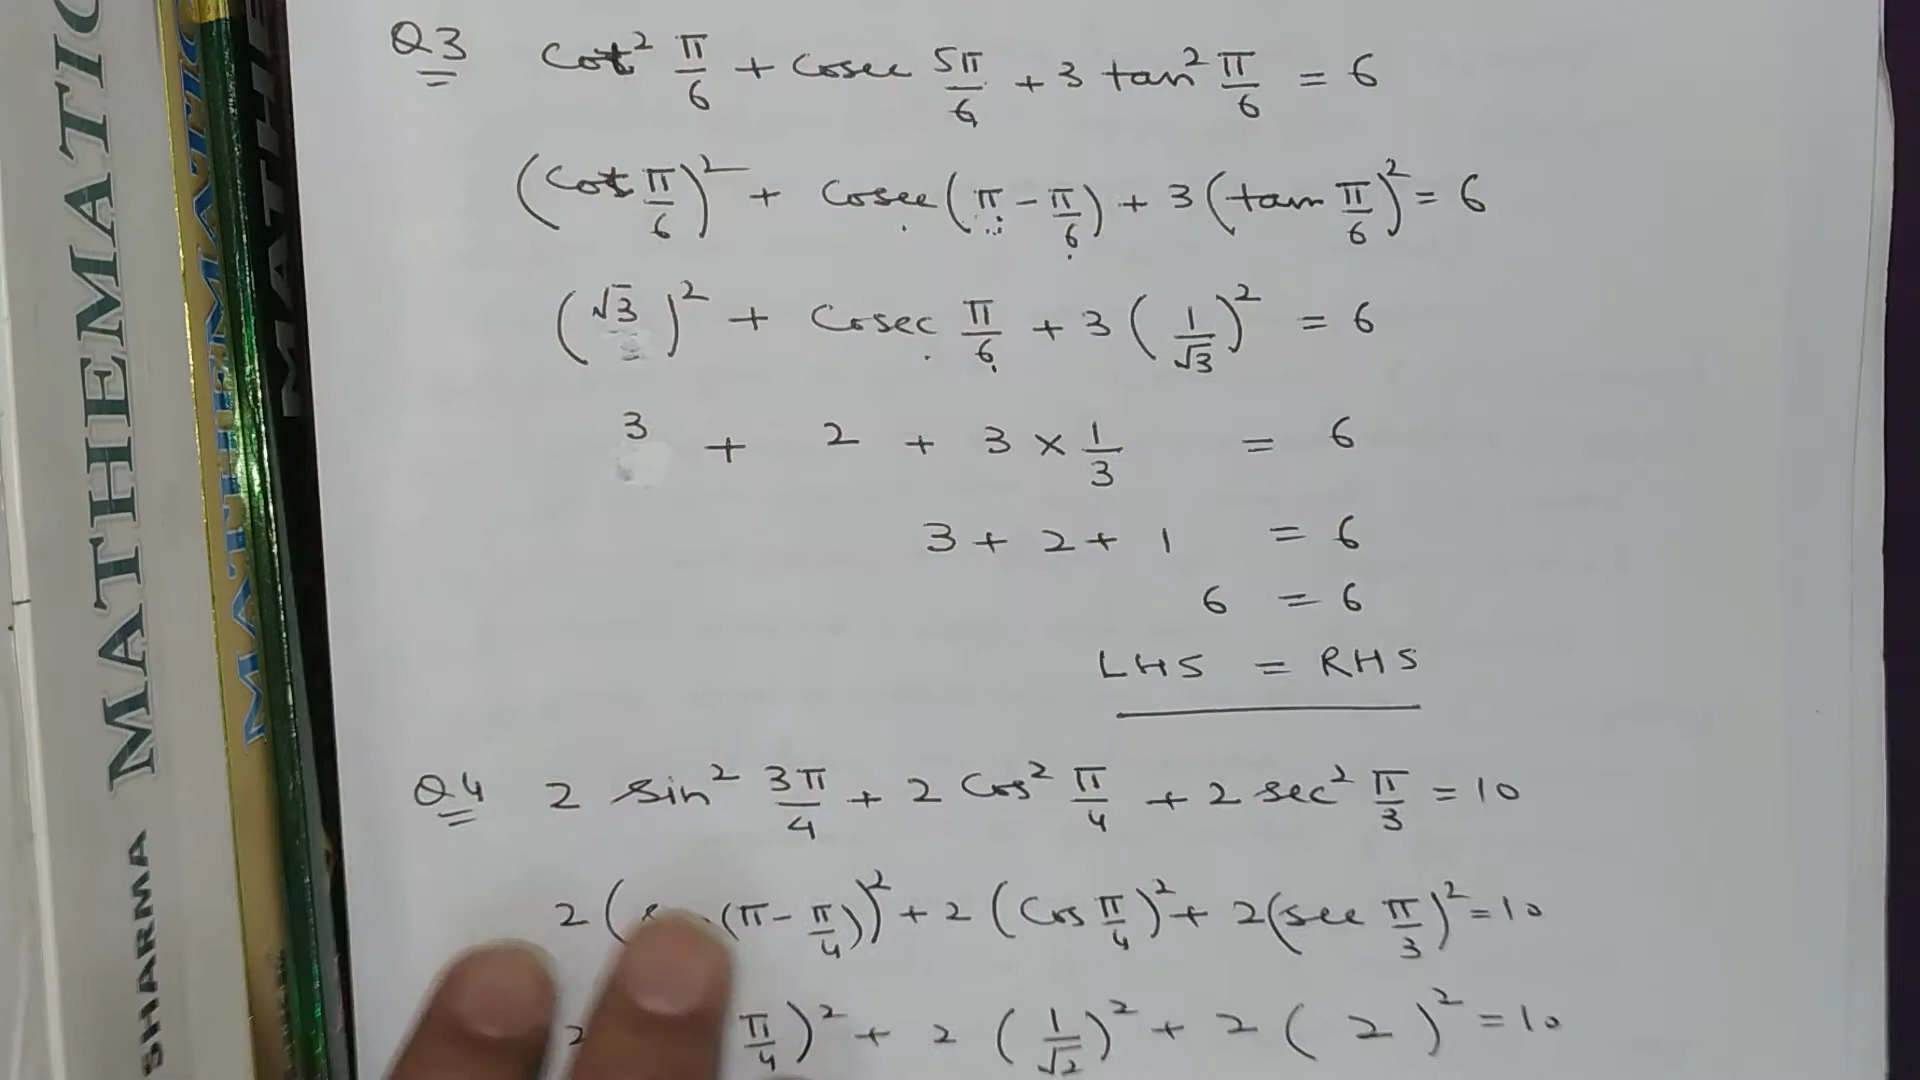 MATHEMATIC
SHARMA
MATHEMATIC
MATHE
Q3 cot² π/6 + cosec 5π/6 + 3 tan² π/6 = 6
(cot π/6)² + cosec(π - π/6) + 3(tan π/6)² = 6
(√3)² + cosec π/6 + 3(1/√3)² = 6
3 + 2 + 3 × 1/3 = 6
3 + 2 + 1 = 6
6 = 6
LHS = RHS
Q4 2 sin² 3π/4 + 2 cos² π/4 + 2 sec² π/3 = 10
2( (π - π/4))² + 2(cos π/4)² + 2(sec π/3)² = 10
2 π/4)² + 2(1/√2)² + 2(2)² = 10